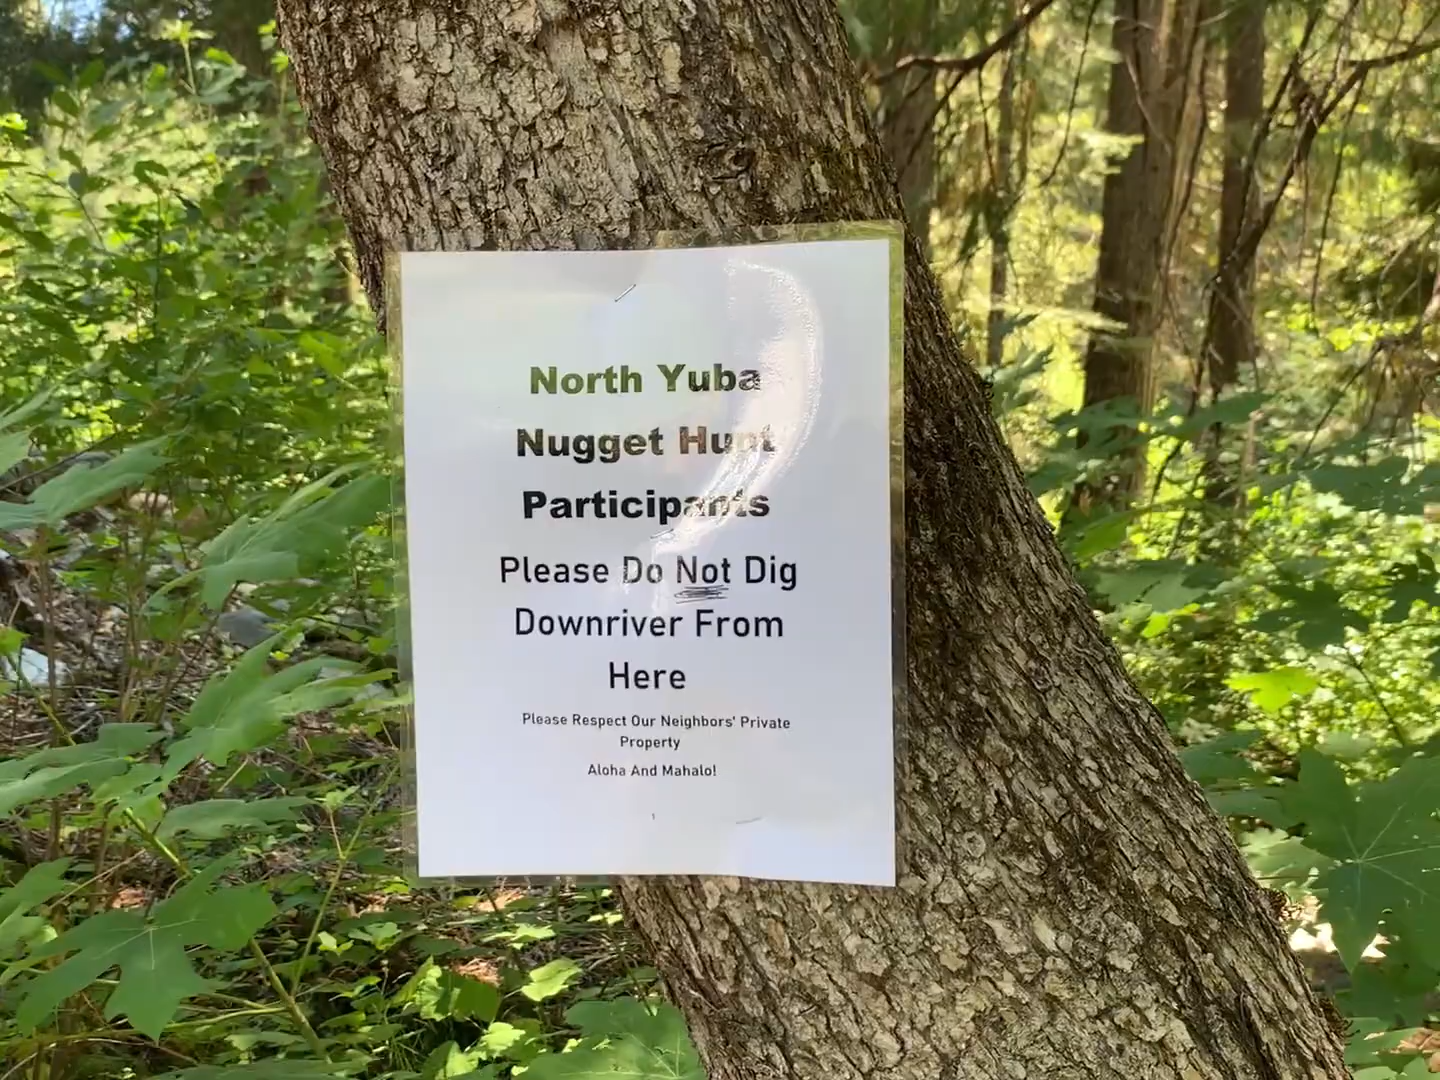 North Yuba
Nugget Hunt
Participants
Please Do Not Dig
Downriver From
Here
Please Respect Our Neighbors' Private
Property
Aloha And Mahalo!